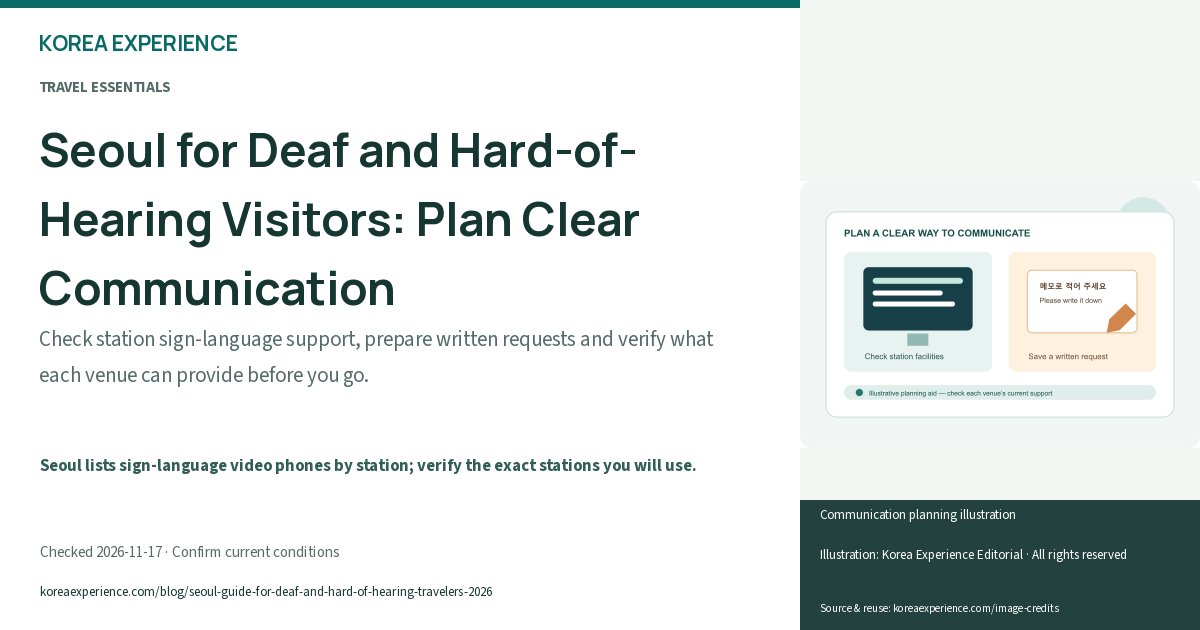 KOREA EXPERIENCE
TRAVEL ESSENTIALS
Seoul for Deaf and Hard-of-
Hearing Visitors: Plan Clear
Communication
Check station sign-language support, prepare written requests and verify what
each venue can provide before you go.
Seoul lists sign-language video phones by station; verify the exact stations you will use.
Checked 2026-11-17 · Confirm current conditions
koreaexperience.com/blog/seoul-guide-for-deaf-and-hard-of-hearing-travelers-2026
PLAN A CLEAR WAY TO COMMUNICATE
Check station facilities
메모로 적어 주세요
Please write it down
Save a written request
Illustrative planning aid — check each venue's current support
Communication planning illustration
Illustration: Korea Experience Editorial · All rights reserved
Source & reuse: koreaexperience.com/image-credits